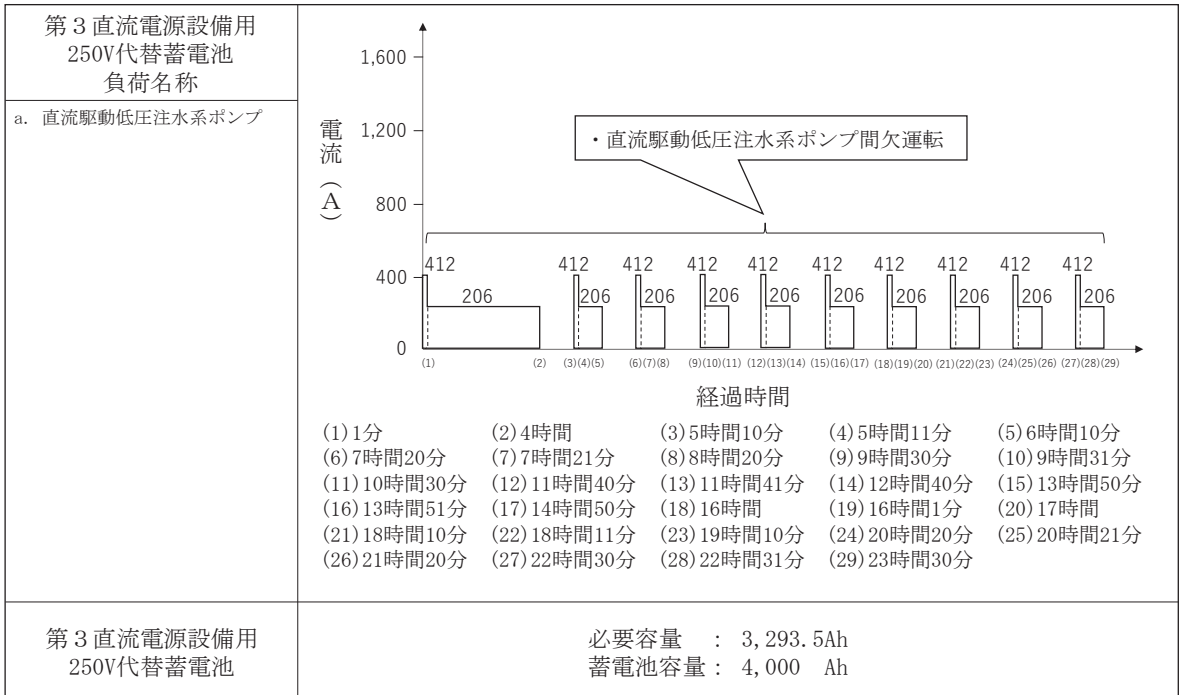 第３直流電源設備用
250V代替蓄電池
負荷名称
a. 直流駆動低圧注水系ポンプ
電流(A)
1,600
1,200
800
400
0
・直流駆動低圧注水系ポンプ間欠運転
412 412 412 412 412 412 412 412 412 412
206 206 206 206 206 206 206 206 206 206
(1) (2) (3)(4)(5) (6)(7)(8) (9)(10)(11) (12)(13)(14) (15)(16)(17) (18)(19)(20) (21)(22)(23) (24)(25)(26) (27)(28)(29)
経過時間
(1)1分 (2)4時間 (3)5時間10分 (4)5時間11分 (5)6時間10分
(6)7時間20分 (7)7時間21分 (8)8時間20分 (9)9時間30分 (10)9時間31分
(11)10時間30分 (12)11時間40分 (13)11時間41分 (14)12時間40分 (15)13時間50分
(16)13時間51分 (17)14時間50分 (18)16時間 (19)16時間1分 (20)17時間
(21)18時間10分 (22)18時間11分 (23)19時間10分 (24)20時間20分 (25)20時間21分
(26)21時間20分 (27)22時間30分 (28)22時間31分 (29)23時間30分
第３直流電源設備用
250V代替蓄電池
必要容量 : 3,293.5Ah
蓄電池容量: 4,000 Ah